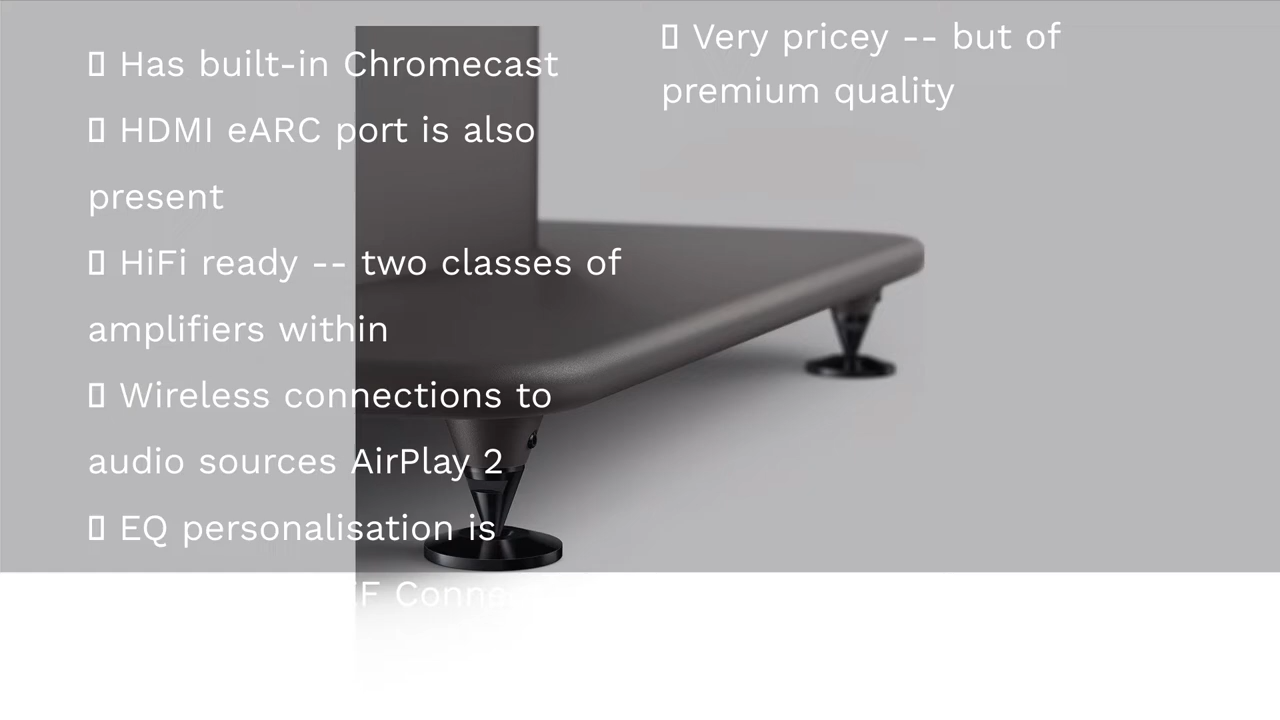 ▯ Has built-in Chromecast
▯ HDMI eARC port is also
present
▯ HiFi ready -- two classes of
amplifiers within
▯ Wireless connections to
audio sources AirPlay 2
▯ EQ personalisation is
▯ Very pricey -- but of
premium quality